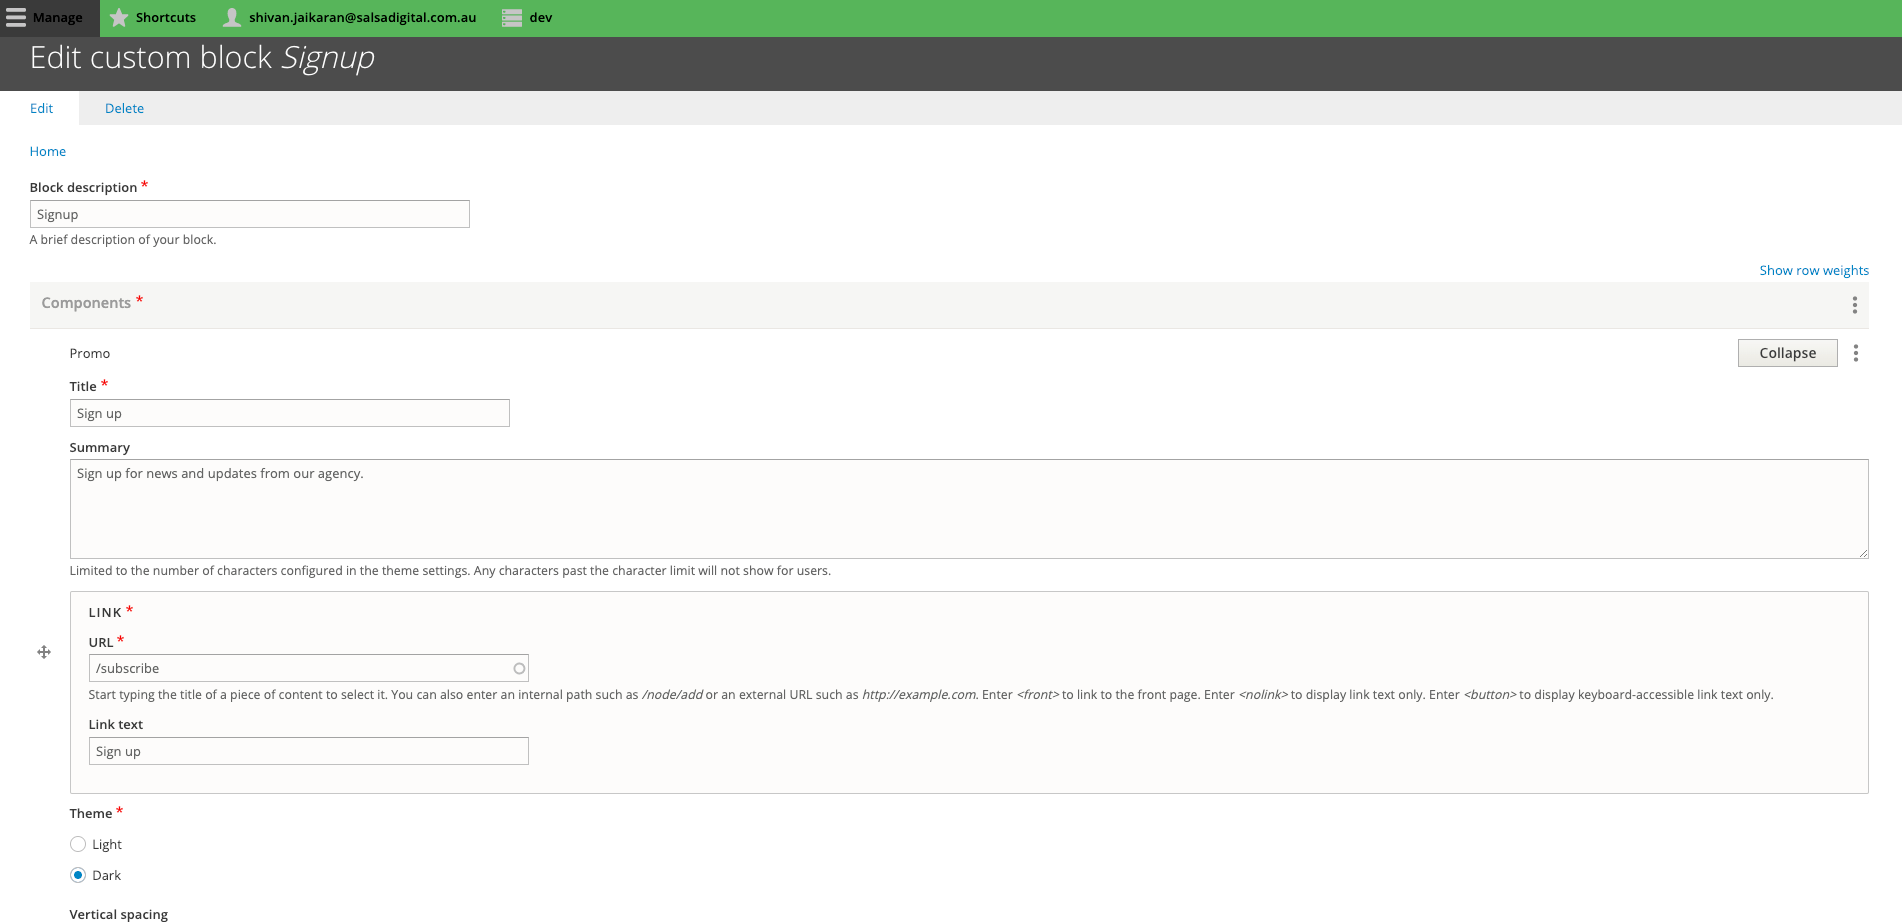 Manage Shortcuts shivan.jaikaran@salsadigital.com.au dev
Edit custom block Signup
Edit Delete
Home
Block description *
Signup
A brief description of your block.
Show row weights
Components *
Promo Collapse
Title *
Sign up
Summary
Sign up for news and updates from our agency.
Limited to the number of characters configured in the theme settings. Any characters past the character limit will not show for users.
LINK *
URL *
/subscribe
Start typing the title of a piece of content to select it. You can also enter an internal path such as /node/add or an external URL such as http://example.com. Enter <front> to link to the front page. Enter <nolink> to display link text only. Enter <button> to display keyboard-accessible link text only.
Link text
Sign up
Theme *
Light
Dark
Vertical spacing